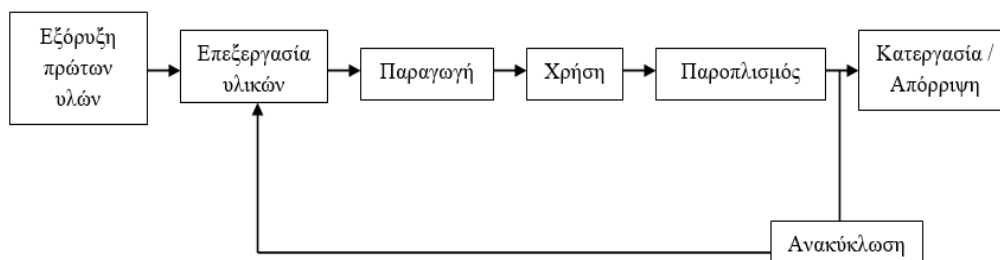 Εξόρυξη
πρώτων
υλών
Επεξεργασία
υλικών
Παραγωγή
Χρήση
Παροπλισμός
Κατεργασία /
Απόρριψη
Ανακύκλωση